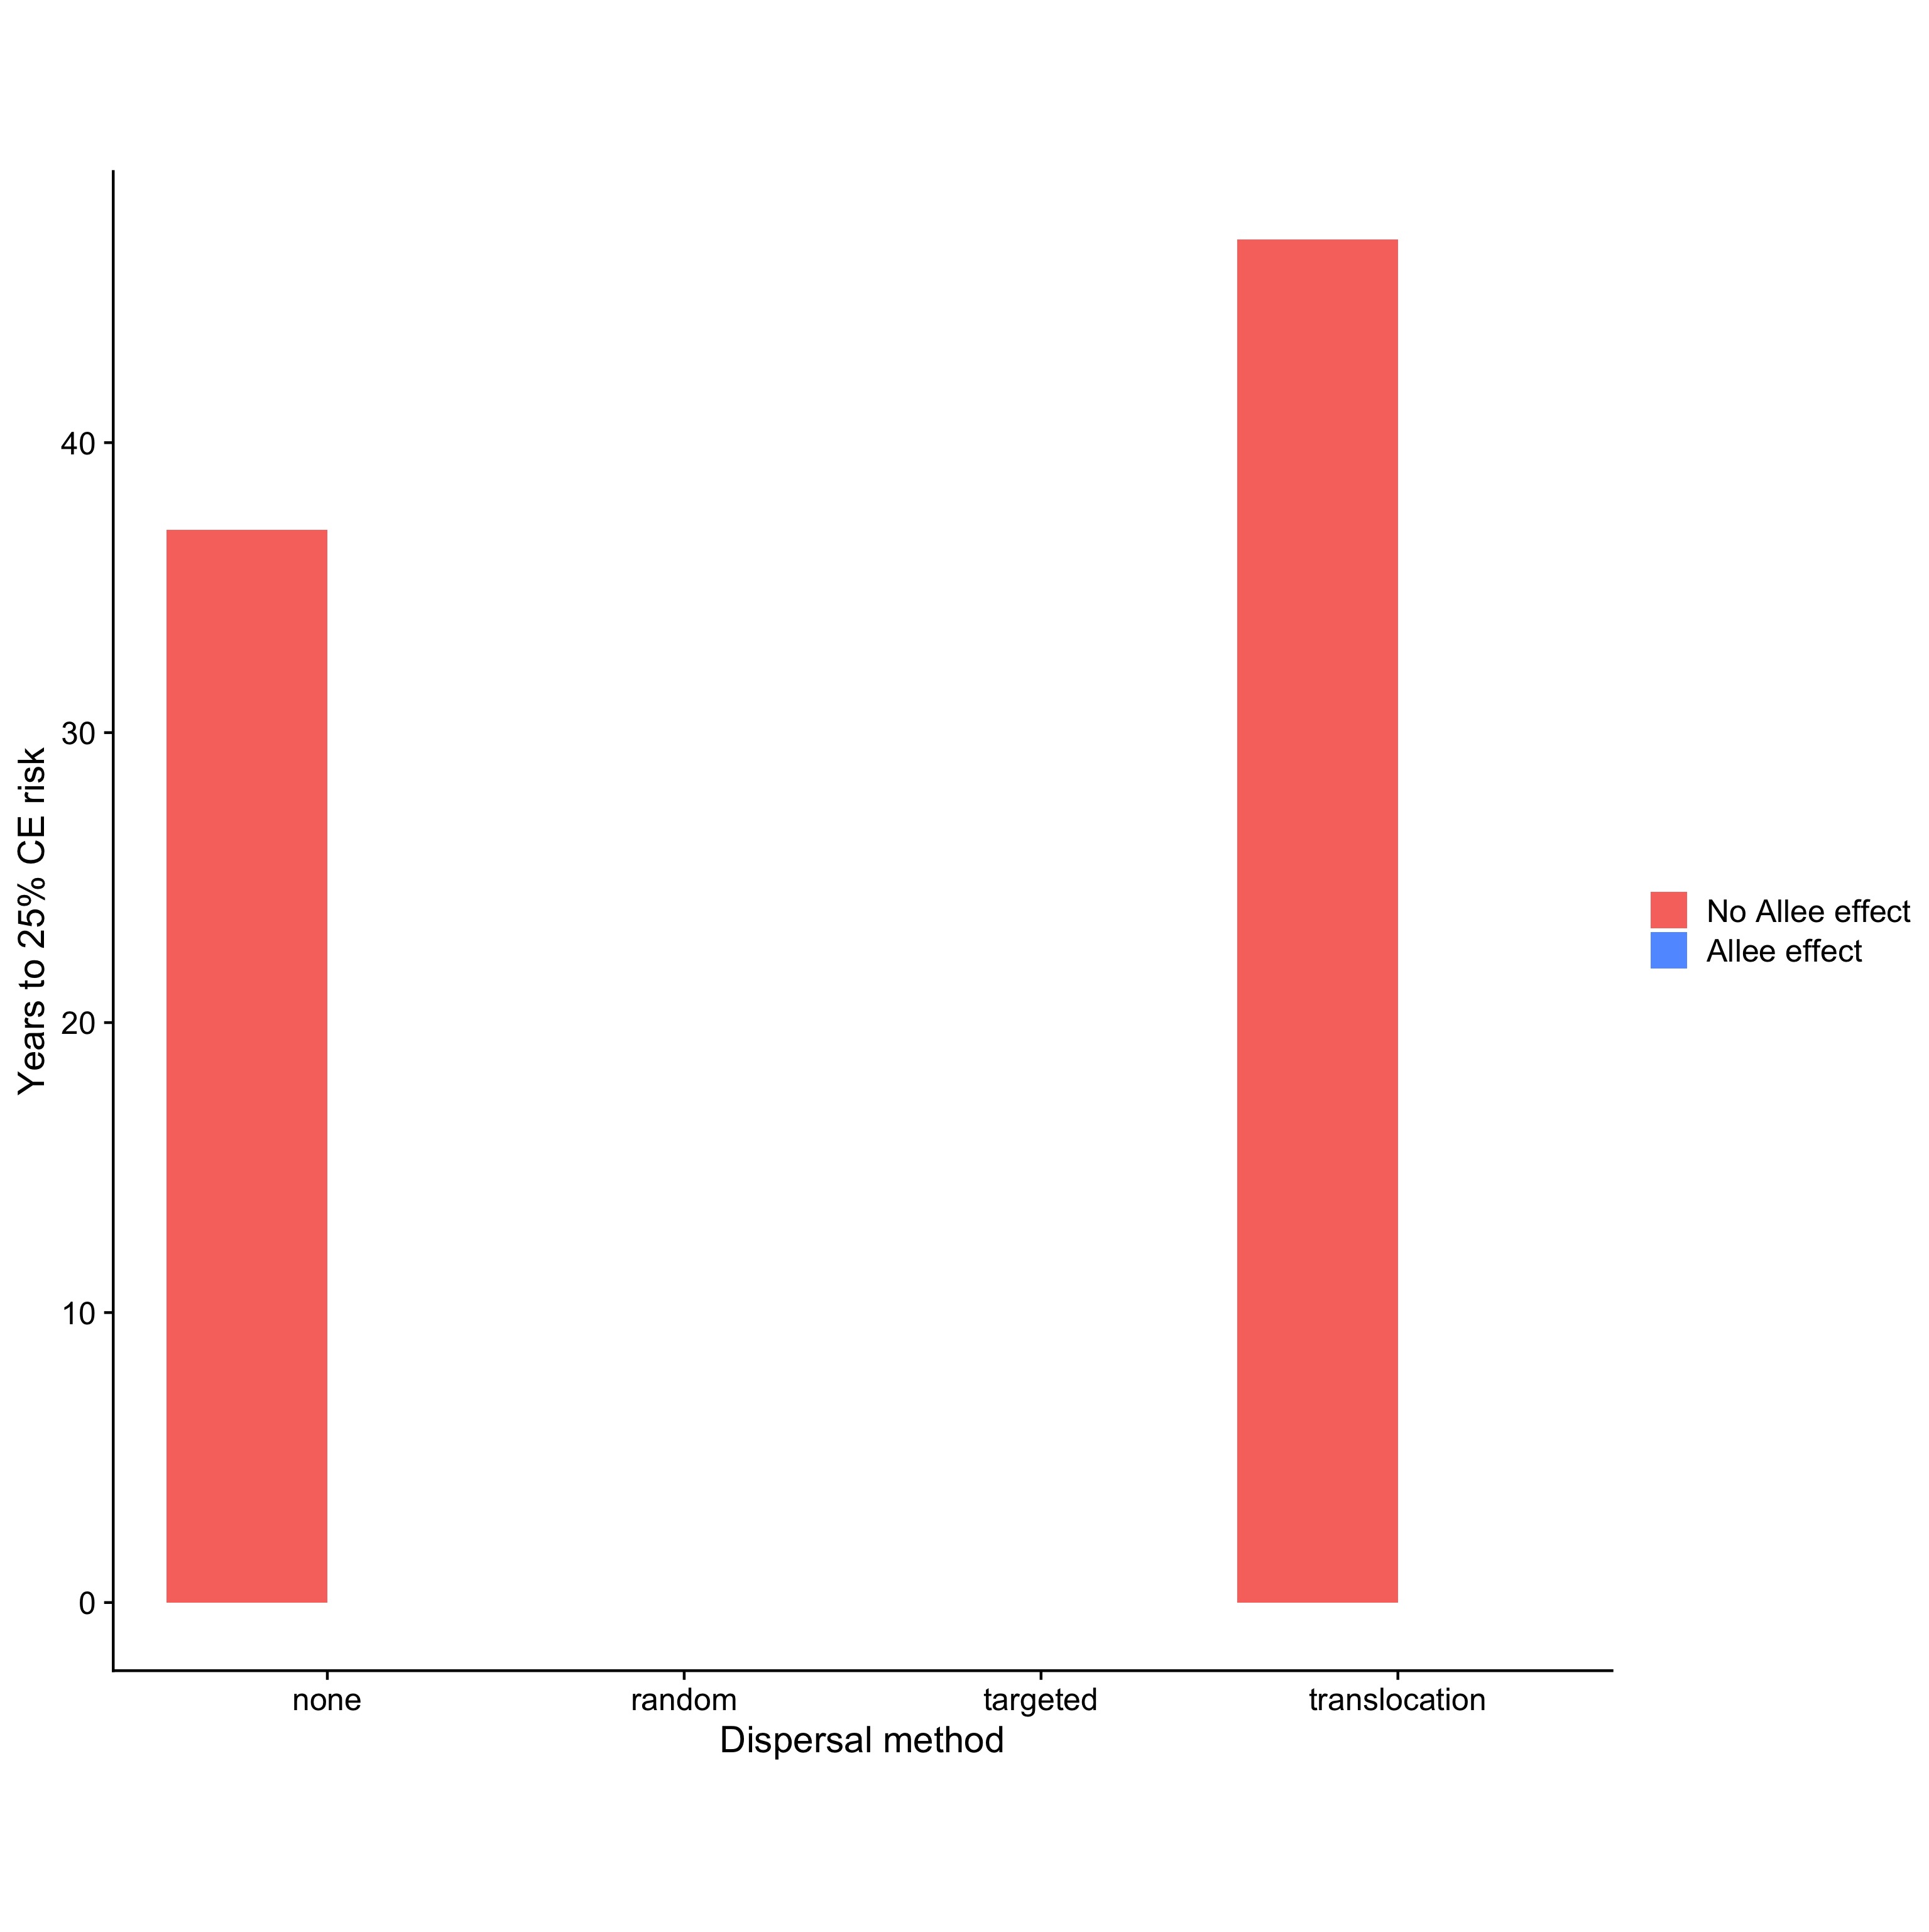 Years to 25% CE risk
40
30
20
10
0
none random targeted translocation
Dispersal method
No Allee effect
Allee effect